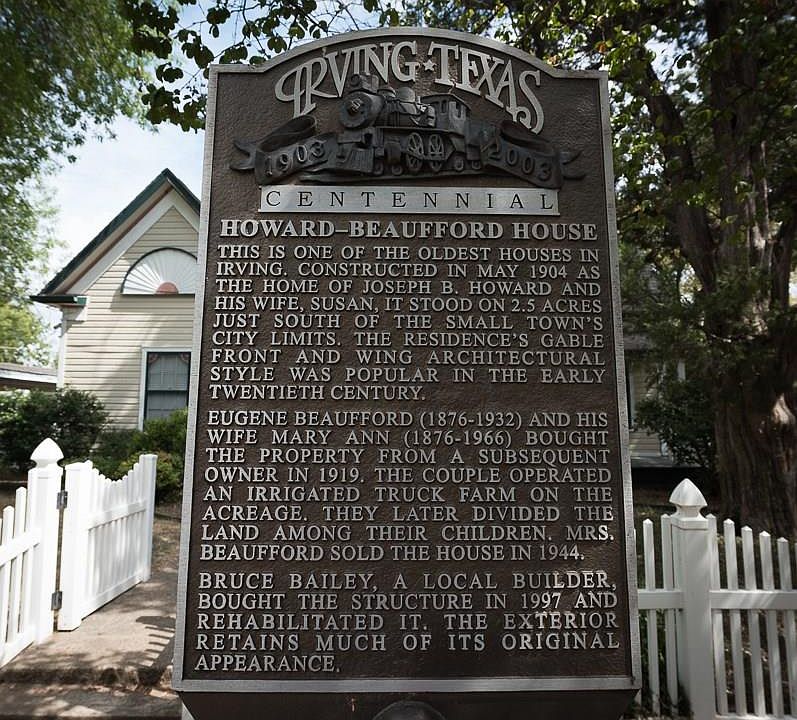 IRVING★TEXAS
1903 2003
CENTENNIAL
HOWARD–BEAUFFORD HOUSE
THIS IS ONE OF THE OLDEST HOUSES IN
IRVING. CONSTRUCTED IN MAY 1904 AS
THE HOME OF JOSEPH B. HOWARD AND
HIS WIFE, SUSAN, IT STOOD ON 2.5 ACRES
JUST SOUTH OF THE SMALL TOWN'S
CITY LIMITS. THE RESIDENCE'S GABLE
FRONT AND WING ARCHITECTURAL
STYLE WAS POPULAR IN THE EARLY
TWENTIETH CENTURY.
EUGENE BEAUFFORD (1876-1932) AND HIS
WIFE MARY ANN (1876-1966) BOUGHT
THE PROPERTY FROM A SUBSEQUENT
OWNER IN 1919. THE COUPLE OPERATED
AN IRRIGATED TRUCK FARM ON THE
ACREAGE. THEY LATER DIVIDED THE
LAND AMONG THEIR CHILDREN. MRS.
BEAUFFORD SOLD THE HOUSE IN 1944.
BRUCE BAILEY, A LOCAL BUILDER,
BOUGHT THE STRUCTURE IN 1997 AND
REHABILITATED IT. THE EXTERIOR
RETAINS MUCH OF ITS ORIGINAL
APPEARANCE.